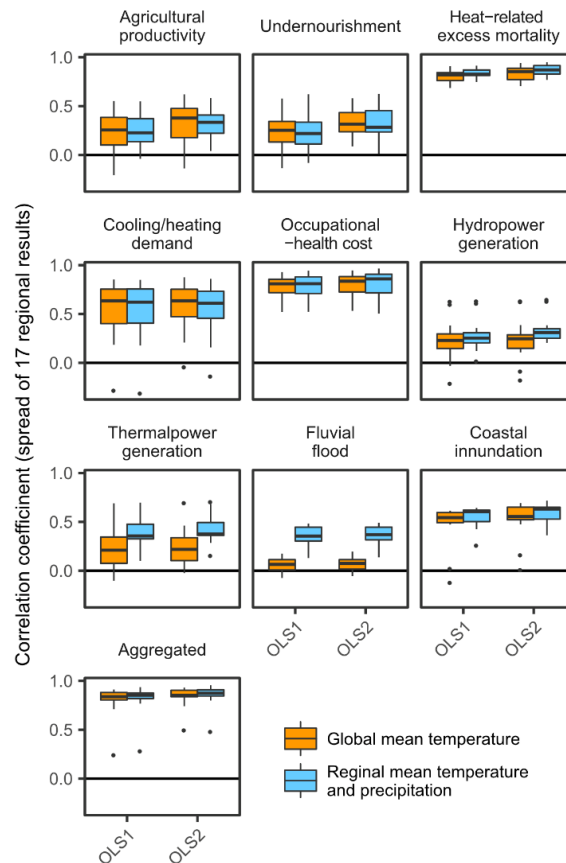 Agricultural
productivity
Undernourishment
Heat-related
excess mortality
1.0
0.5
0.0
Cooling/heating
demand
Occupational
-health cost
Hydropower
generation
1.0
0.5
0.0
Thermalpower
generation
Fluvial
flood
Coastal
innundation
1.0
0.5
0.0
OLS1
OLS2
OLS1
OLS2
Aggregated
1.0
0.5
0.0
OLS1
OLS2
Correlation coefficinent (spread of 17 regional results)
Global mean temperature
Reginal mean temperature
and precipitation